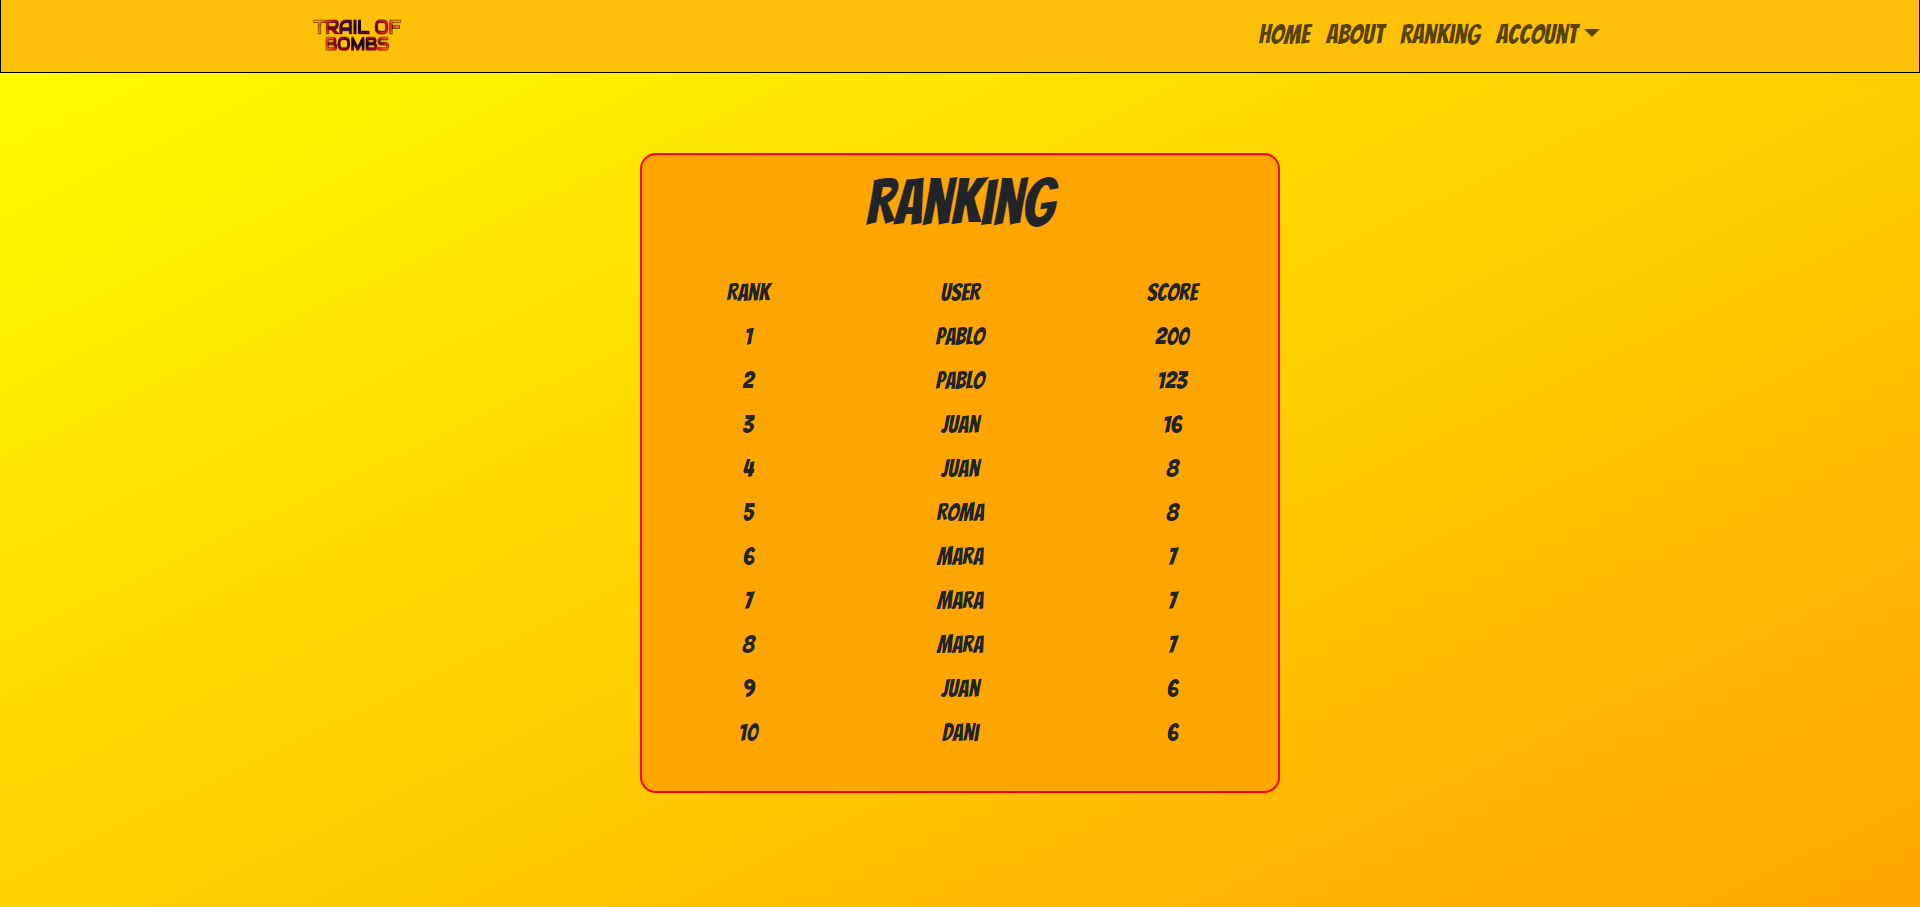 TRAIL OF
BOMBS
HOME ABOUT RANKING ACCOUNT
RANKING
RANK USER SCORE
1 PABLO 200
2 PABLO 123
3 JUAN 16
4 JUAN 8
5 ROMA 8
6 MARA 7
7 MARA 7
8 MARA 7
9 JUAN 6
10 DANI 6